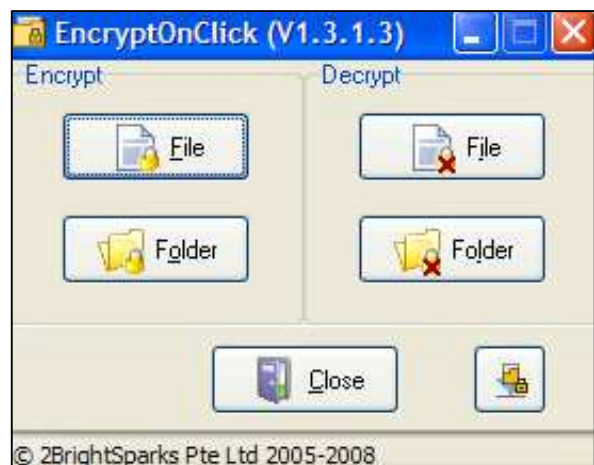 EncryptOnClick (V1.3.1.3)
Encrypt
Decrypt
File
File
Folder
Folder
Close
© 2BrightSparks Pte Ltd 2005-2008